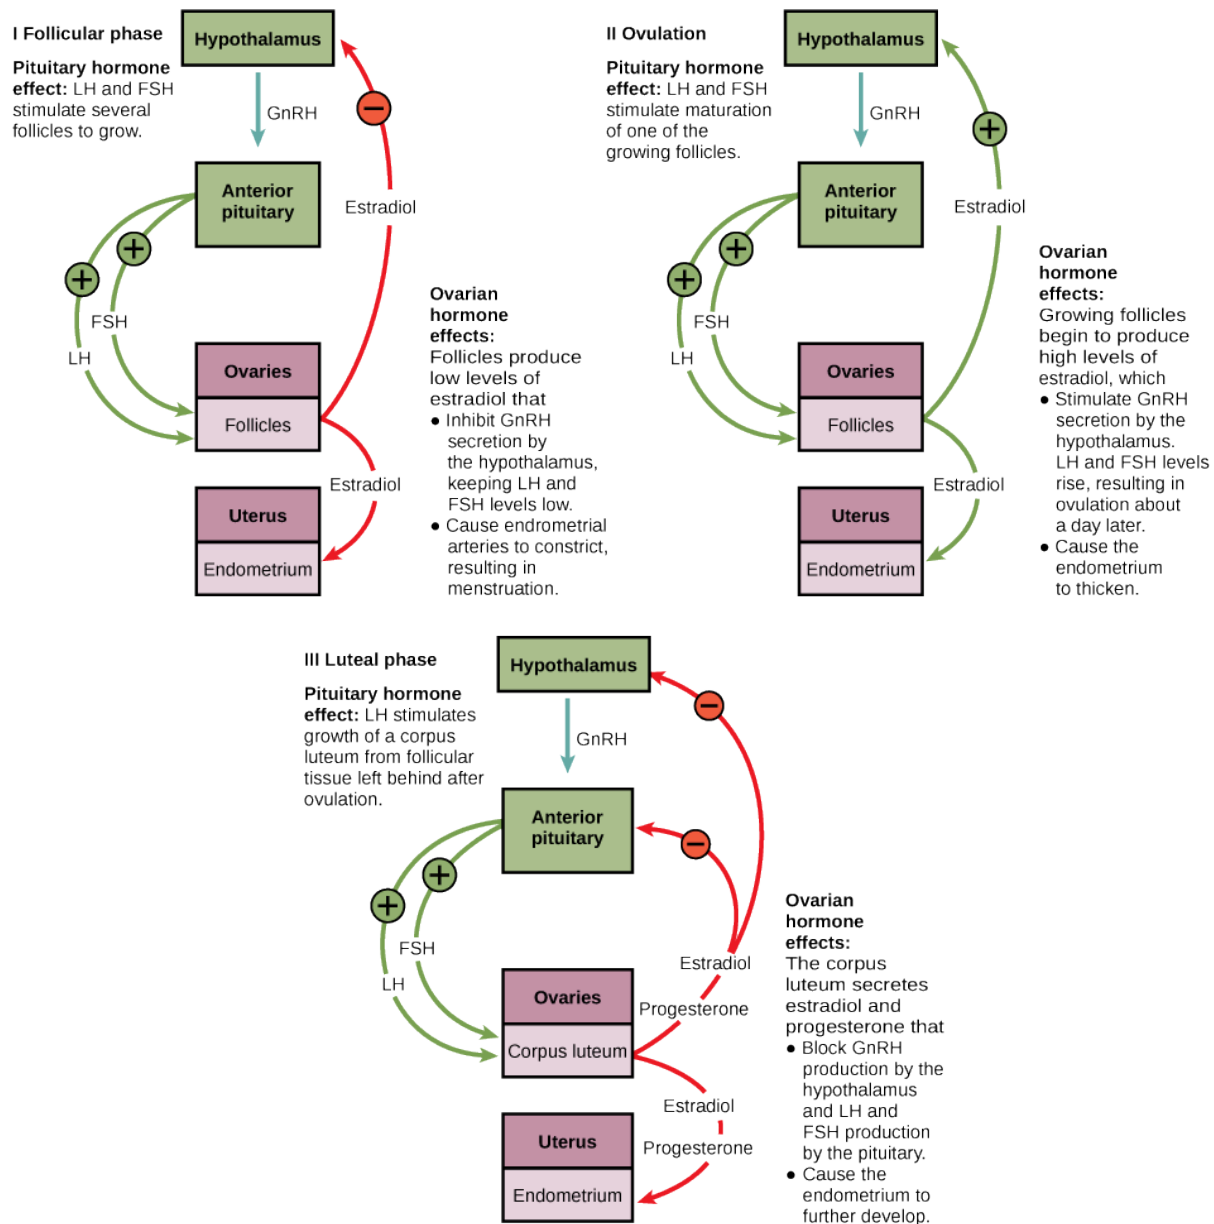 I Follicular phase
Pituitary hormone
effect: LH and FSH
stimulate several
follicles to grow.
Hypothalamus
GnRH
Anterior
pituitary
Estradiol
FSH
LH
Ovaries
Follicles
Estradiol
Uterus
Endometrium
Ovarian
hormone
effects:
Follicles produce
low levels of
estradiol that
● Inhibit GnRH
secretion by
the hypothalamus,
keeping LH and
FSH levels low.
● Cause endrometrial
arteries to constrict,
resulting in
menstruation.
II Ovulation
Pituitary hormone
effect: LH and FSH
stimulate maturation
of one of the
growing follicles.
Hypothalamus
GnRH
Anterior
pituitary
Estradiol
FSH
LH
Ovaries
Follicles
Estradiol
Uterus
Endometrium
Ovarian
hormone
effects:
Growing follicles
begin to produce
high levels of
estradiol, which
● Stimulate GnRH
secretion by the
hypothalamus.
LH and FSH levels
rise, resulting in
ovulation about
a day later.
● Cause the
endometrium
to thicken.
III Luteal phase
Pituitary hormone
effect: LH stimulates
growth of a corpus
luteum from follicular
tissue left behind after
ovulation.
Hypothalamus
GnRH
Anterior
pituitary
FSH
LH
Estradiol
Progesterone
Ovaries
Corpus luteum
Estradiol
Progesterone
Uterus
Endometrium
Ovarian
hormone
effects:
The corpus
luteum secretes
estradiol and
progesterone that
● Block GnRH
production by the
hypothalamus
and LH and
FSH production
by the pituitary.
● Cause the
endometrium to
further develop.